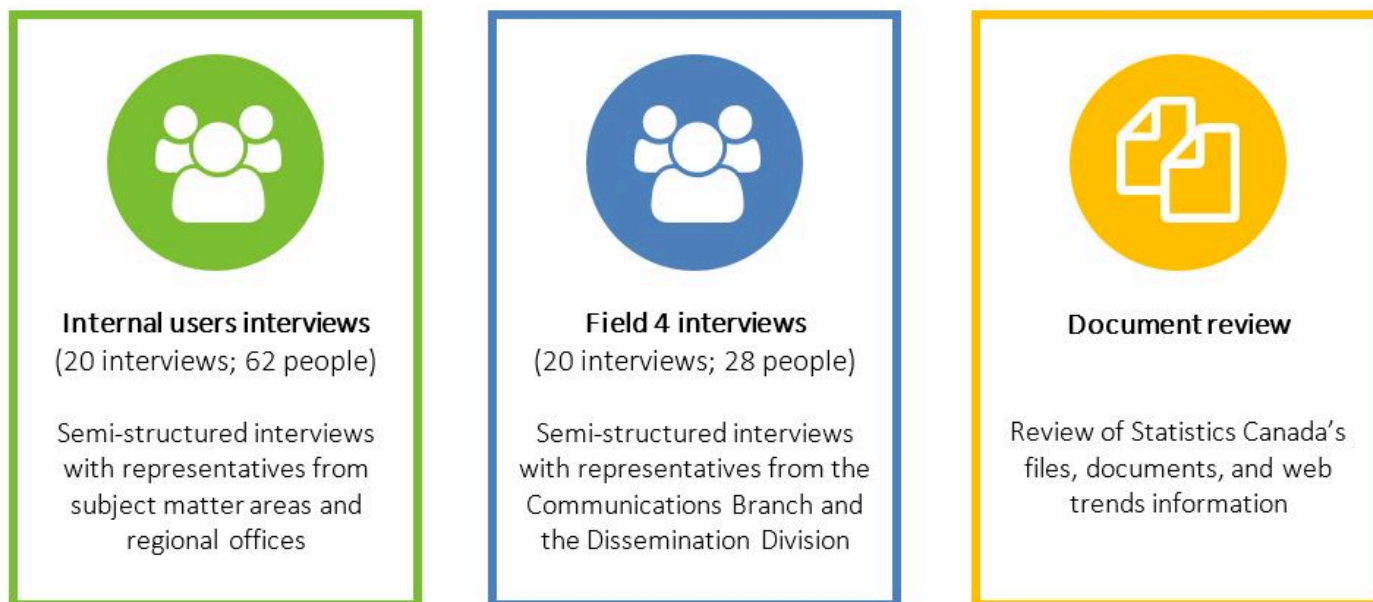 Internal users interviews
(20 interviews; 62 people)
Semi-structured interviews
with representatives from
subject matter areas and
regional offices
Field 4 interviews
(20 interviews; 28 people)
Semi-structured interviews
with representatives from the
Communications Branch and
the Dissemination Division
Document review
Review of Statistics Canada’s
files, documents, and web
trends information